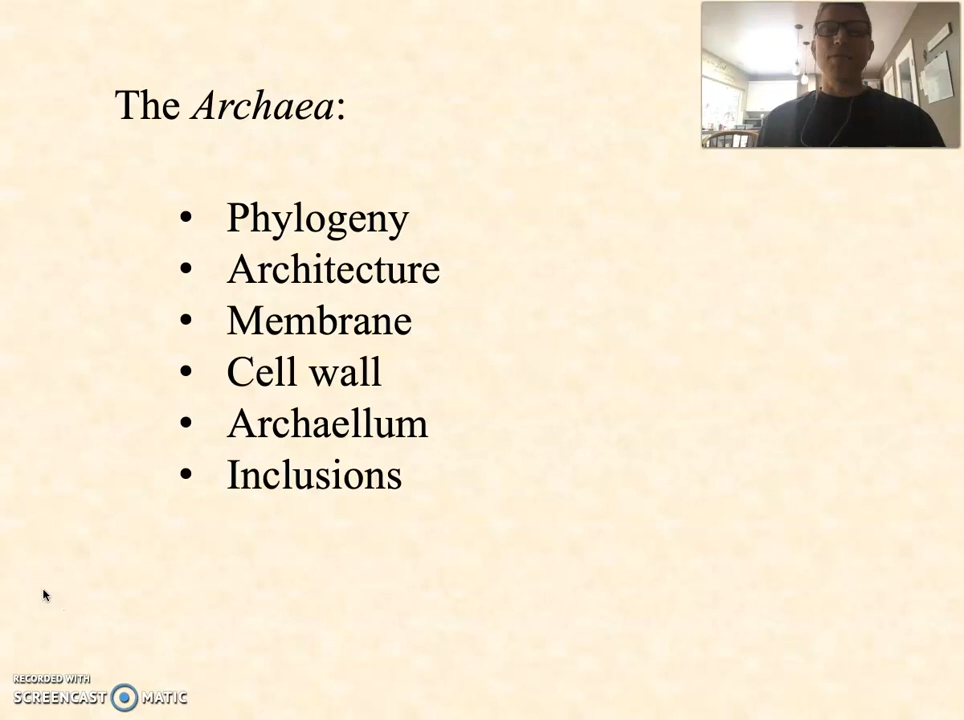 The Archaea:
• Phylogeny
• Architecture
• Membrane
• Cell wall
• Archaellum
• Inclusions
RECORDED WITH
SCREENCAST MATIC